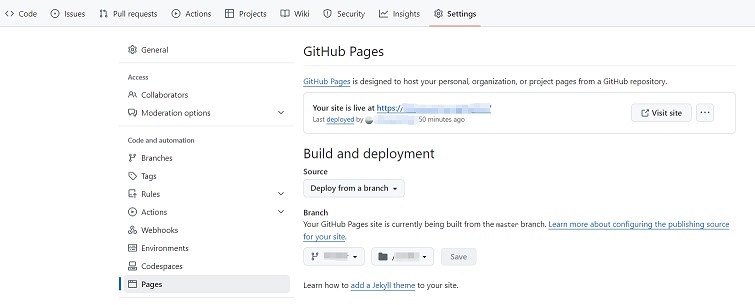 Code Issues Pull requests Actions Projects Wiki Security Insights Settings
General
Access
Collaborators
Moderation options
Code and automation
Branches
Tags
Rules
Actions
Webhooks
Environments
Codespaces
Pages
GitHub Pages
GitHub Pages is designed to host your personal, organization, or project pages from a GitHub repository.
Your site is live at https:// /
Last deployed by 50 minutes ago
Visit site
Build and deployment
Source
Deploy from a branch
Branch
Your GitHub Pages site is currently being built from the master branch. Learn more about configuring the publishing source
for your site.
/
Save
Learn how to add a Jekyll theme to your site.